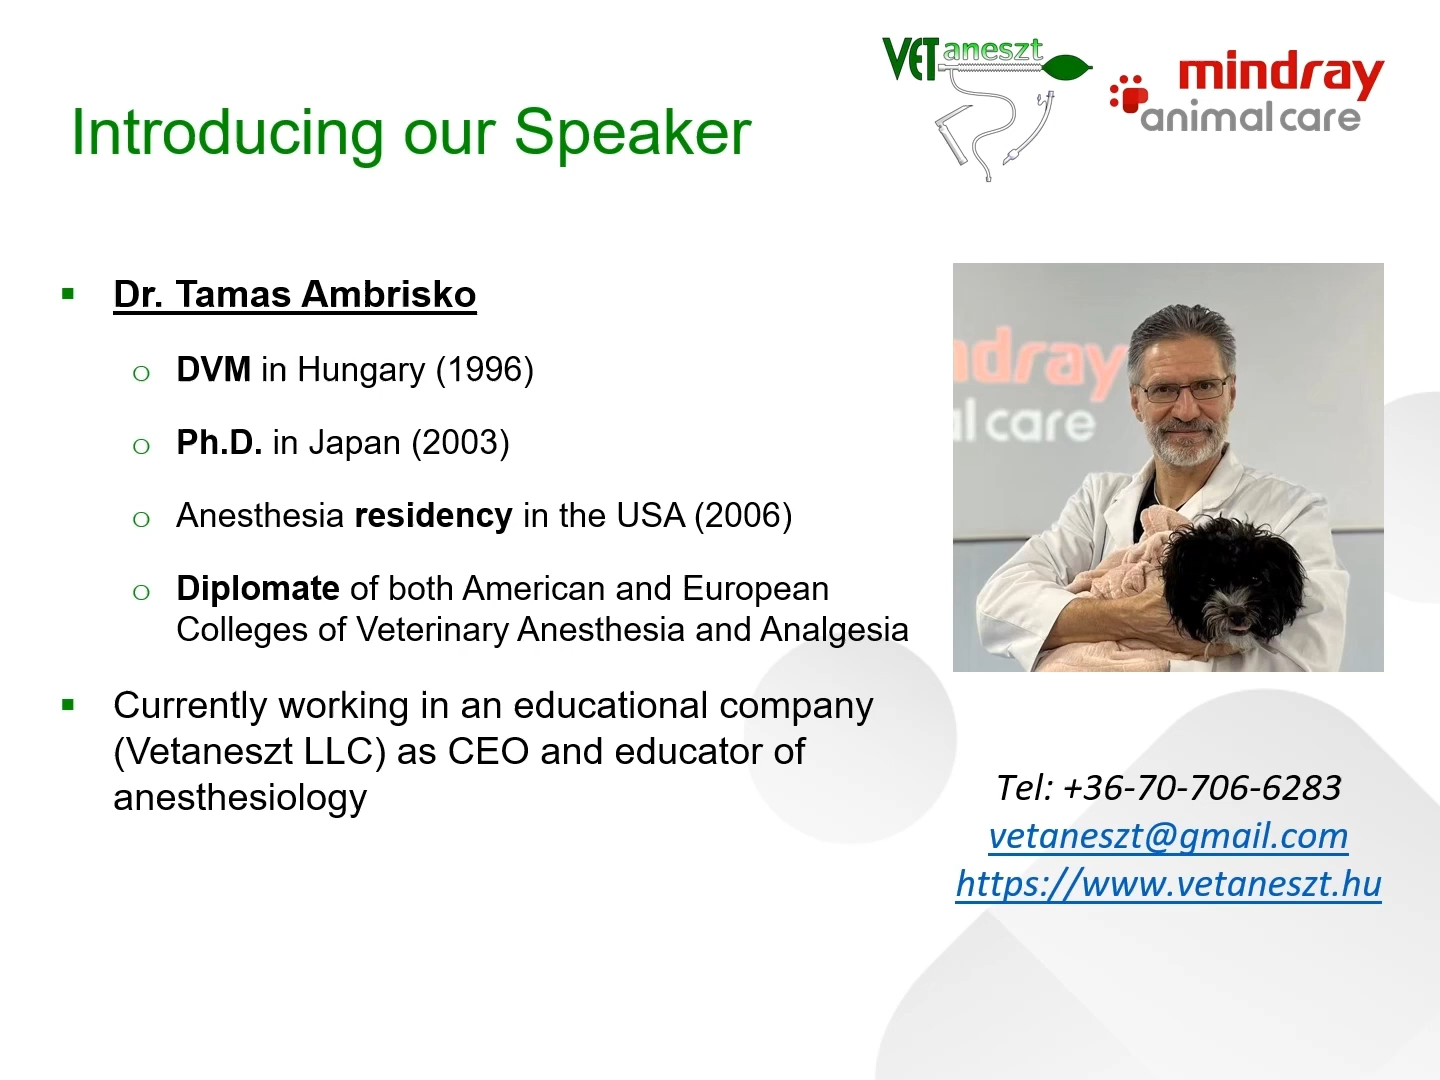 VETaneszt
mindray
animal care
Introducing our Speaker
▪ Dr. Tamas Ambrisko
o DVM in Hungary (1996)
o Ph.D. in Japan (2003)
o Anesthesia residency in the USA (2006)
o Diplomate of both American and European
Colleges of Veterinary Anesthesia and Analgesia
▪ Currently working in an educational company
(Vetaneszt LLC) as CEO and educator of
anesthesiology
ndray
al care
Tel: +36-70-706-6283
vetaneszt@gmail.com
https://www.vetaneszt.hu